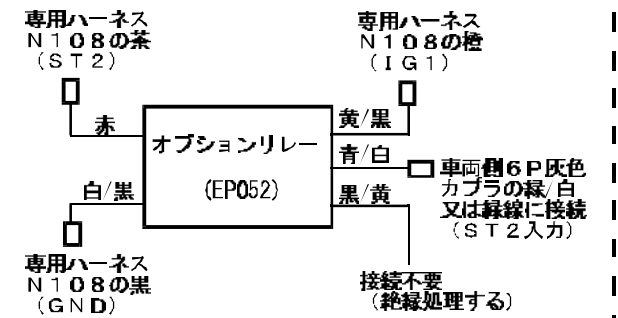 専用ハーネス
N108の茶
(ST2)
専用ハーネス
N108の橙
(IG1)
赤
黄/黒
オプションリレー
(EP052)
青/白
白/黒
黒/黄
車両側6P灰色
カプラの緑/白
又は緑線に接続
(ST2入力)
専用ハーネス
N108の黒
(GND)
接続不要
(絶縁処理する)